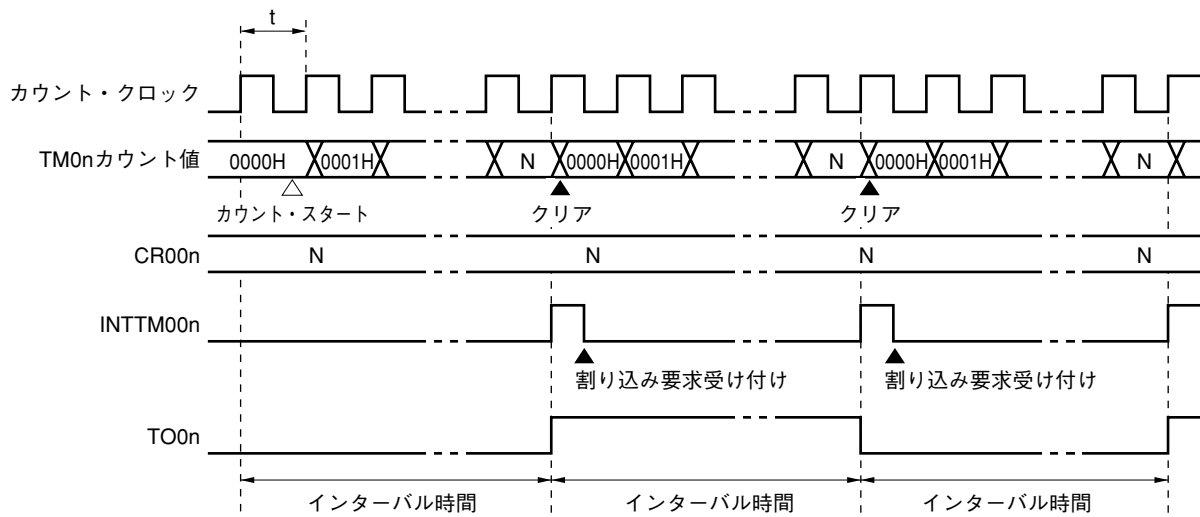 t
カウント・クロック
TM0nカウント値 0000H 0001H N 0000H 0001H N 0000H 0001H N
カウント・スタート クリア クリア
CR00n N N N N
INTTM00n
割り込み要求受け付け 割り込み要求受け付け
TO0n
インターバル時間 インターバル時間 インターバル時間